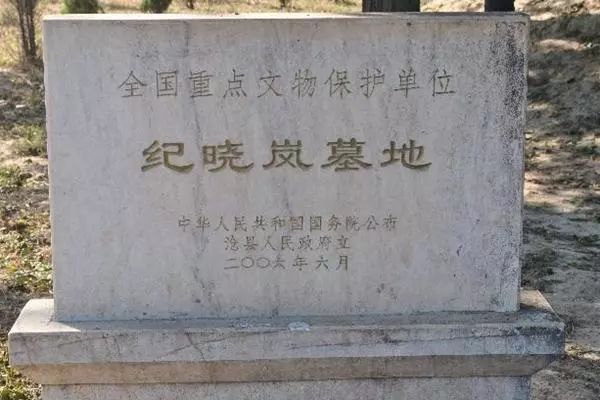 全国重点文物保护单位
纪晓岚墓地
中华人民共和国国务院公布
沧县人民政府立
二〇〇六年六月